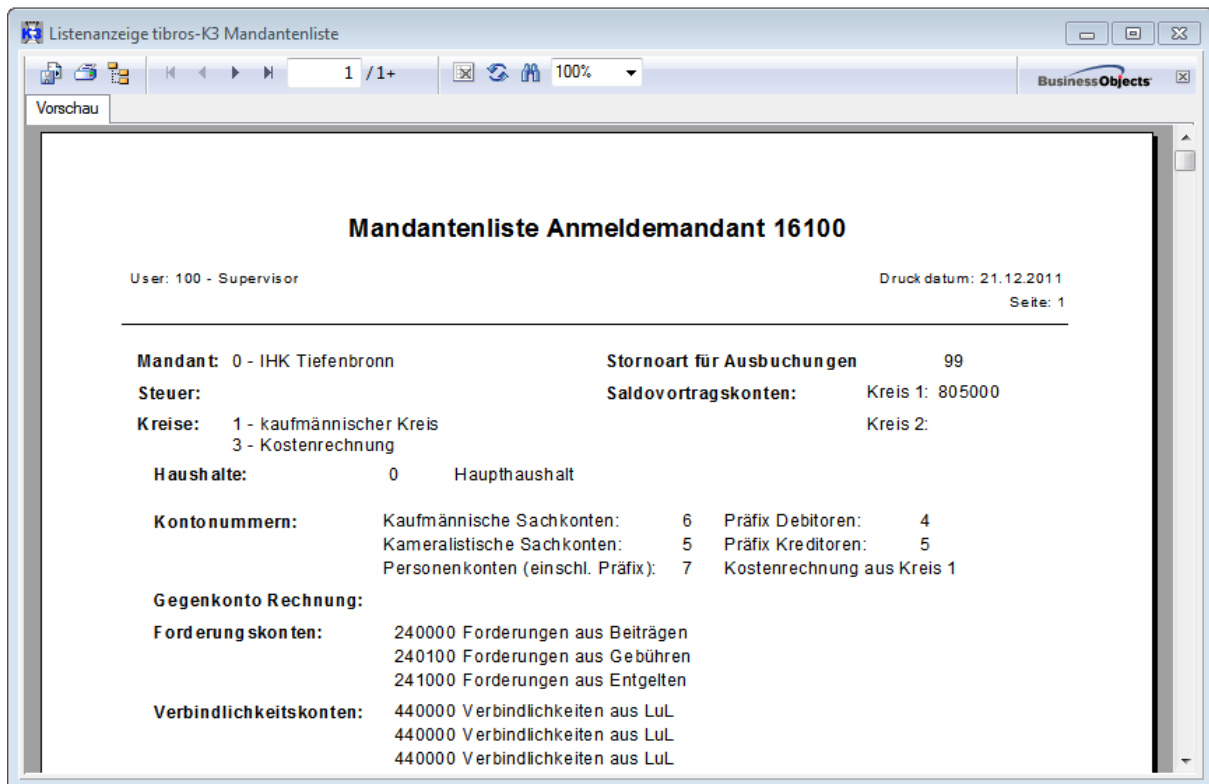 Listenanzeige tibros-K3 Mandantenliste
1 /1+ 100% BusinessObjects
Vorschau
Mandantenliste Anmeldemandant 16100
User: 100 - Supervisor Druckdatum: 21.12.2011
Seite: 1
Mandant: 0 - IHK Tiefenbronn Stornoart für Ausbuchungen 99
Steuer: Saldovortragskonten: Kreis 1: 805000
Kreise: 1 - kaufmännischer Kreis Kreis 2:
3 - Kostenrechnung
Haushalte: 0 Haupthaushalt
Kontonummern: Kaufmännische Sachkonten: 6 Präfix Debitoren: 4
Kameralistische Sachkonten: 5 Präfix Kreditoren: 5
Personenkonten (einschl. Präfix): 7 Kostenrechnung aus Kreis 1
Gegenkonto Rechnung:
Forderungskonten: 240000 Forderungen aus Beiträgen
240100 Forderungen aus Gebühren
241000 Forderungen aus Entgelten
Verbindlichkeitskonten: 440000 Verbindlichkeiten aus LuL
440000 Verbindlichkeiten aus LuL
440000 Verbindlichkeiten aus LuL